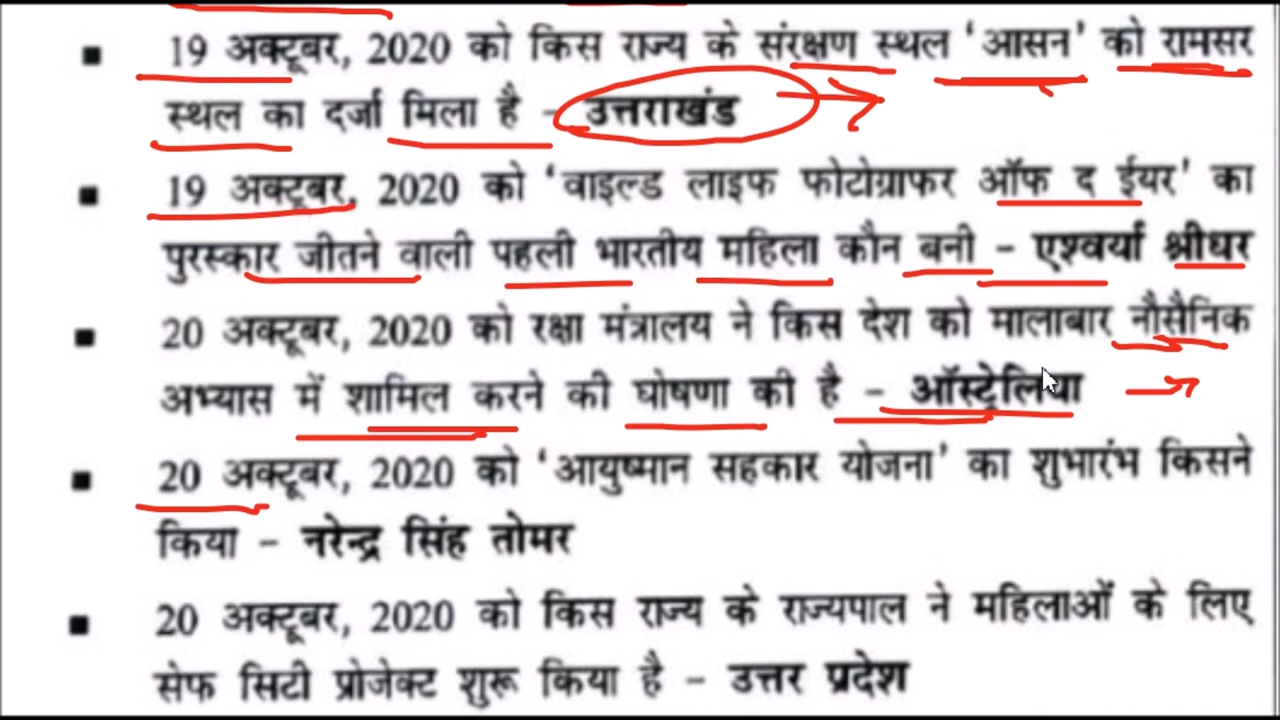 ▪ 19 अक्टूबर, 2020 को किस राज्य के संरक्षण स्थल 'आसन' को रामसर
स्थल का दर्जा मिला है - उत्तराखंड
▪ 19 अक्टूबर, 2020 को 'वाइल्ड लाइफ फोटोग्राफर ऑफ द ईयर' का
पुरस्कार जीतने वाली पहली भारतीय महिला कौन बनी - एश्वर्या श्रीधर
▪ 20 अक्टूबर, 2020 को रक्षा मंत्रालय ने किस देश को मालाबार नौसैनिक
अभ्यास में शामिल करने की घोषणा की है - ऑस्ट्रेलिया
▪ 20 अक्टूबर, 2020 को 'आयुष्मान सहकार योजना' का शुभारंभ किसने
किया - नरेन्द्र सिंह तोमर
▪ 20 अक्टूबर, 2020 को किस राज्य के राज्यपाल ने महिलाओं के लिए
सेफ सिटी प्रोजेक्ट शुरू किया है - उत्तर प्रदेश